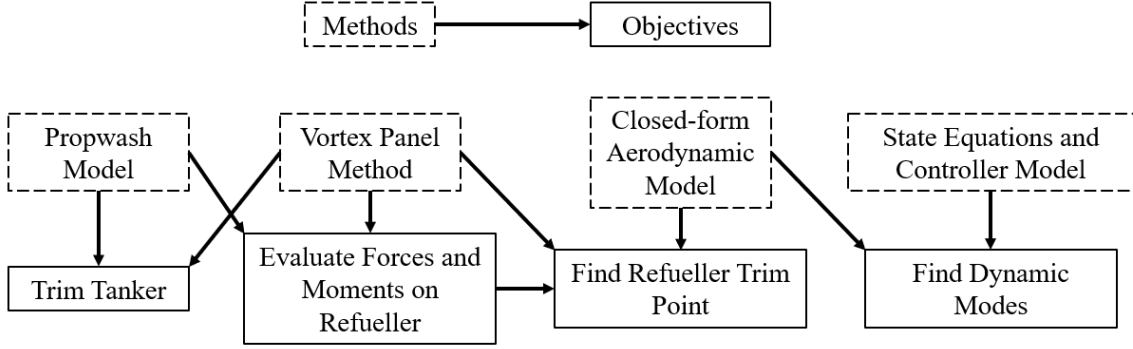 Methods
Objectives
Propwash
Model
Vortex Panel
Method
Closed-form
Aerodynamic
Model
State Equations and
Controller Model
Trim Tanker
Evaluate Forces and
Moments on
Refueller
Find Refueller Trim
Point
Find Dynamic
Modes